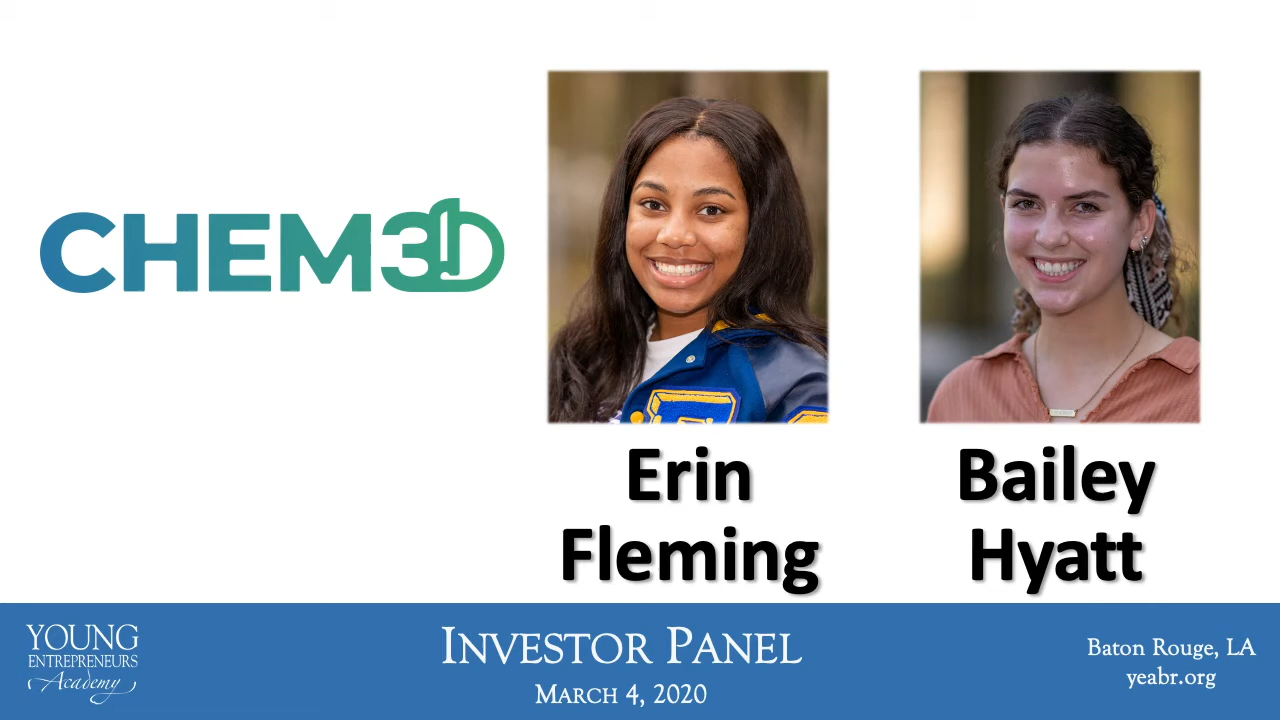 CHEM3D
Erin
Fleming
Bailey
Hyatt
YOUNG
ENTREPRENEURS
Academy
INVESTOR PANEL
MARCH 4, 2020
Baton Rouge, LA
yeabr.org